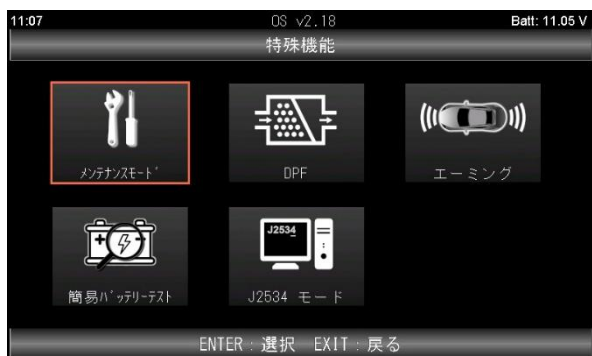 11:07 OS v2.18 Batt: 11.05 V
特殊機能
ﾒﾝﾃﾅﾝｽﾓｰﾄﾞ DPF エーミング
J2534
簡易ﾊﾞｯﾃﾘｰﾃｽﾄ J2534 モード
ENTER：選択 EXIT：戻る